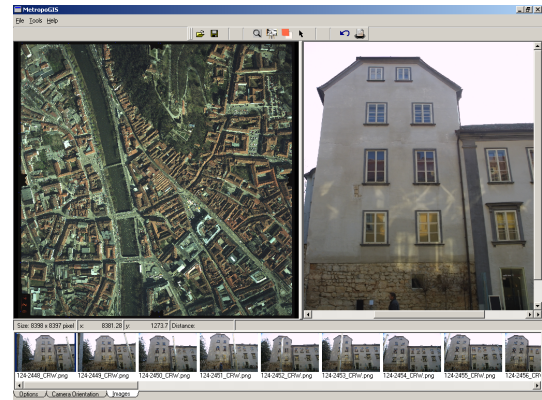 MetropoGIS
File Tools Help
Size: 8398 x 8397 pixel x: 8381.28 y: 1273.7 Distance:
124-2448_CRW.png 124-2449_CRW.png 124-2450_CRW.png 124-2451_CRW.png 124-2452_CRW.png 124-2453_CRW.png 124-2454_CRW.png 124-2455_CRW.png 124-2456_CR
Options Camera Orientation Images